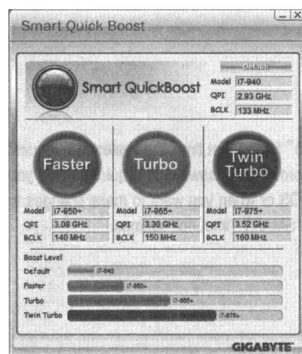 Smart Quick Boost
Default
Smart QuickBoost
Model i7-940
QPI 2.93 GHz
BCLK 133 MHz
Faster
Turbo
Twin Turbo
Model i7-950+
QPI 3.08 GHz
BCLK 140 MHz
Model i7-965+
QPI 3.30 GHz
BCLK 150 MHz
Model i7-975+
QPI 3.52 GHz
BCLK 160 MHz
Boost Level
Default i7-940
Faster i7-950+
Turbo i7-965+
Twin Turbo i7-975+
GIGABYTE